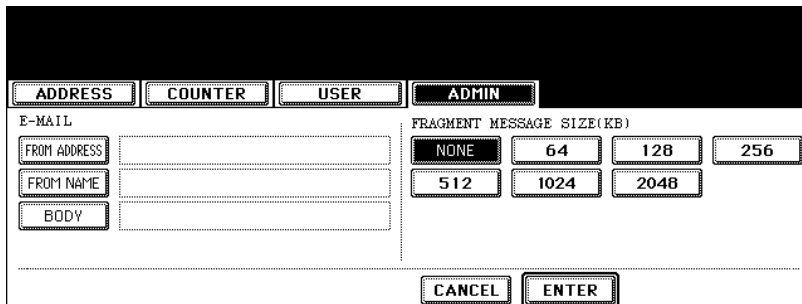 ADDRESS COUNTER USER ADMIN
E-MAIL
FROM ADDRESS
FROM NAME
BODY
FRAGMENT MESSAGE SIZE(KB)
NONE 64 128 256
512 1024 2048
CANCEL ENTER